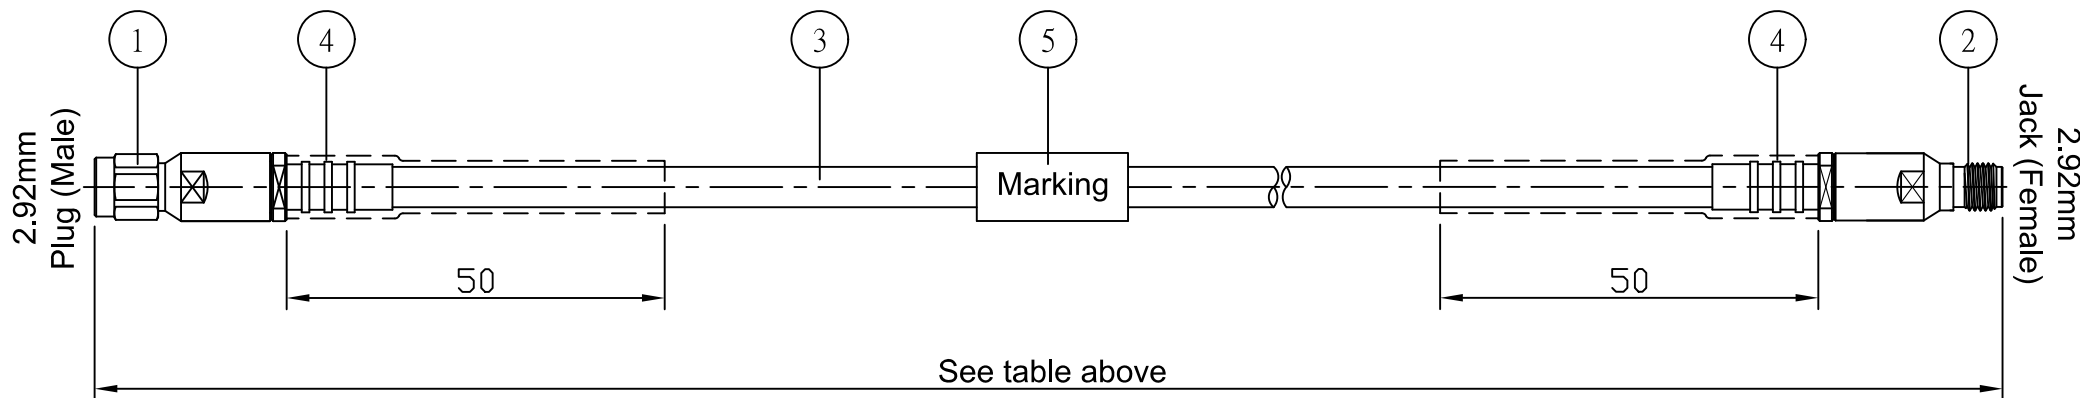 1
4
3
5
4
2
2.92mm
Plug (Male)
Marking
2.92mm
Jack (Female)
50
50
See table above